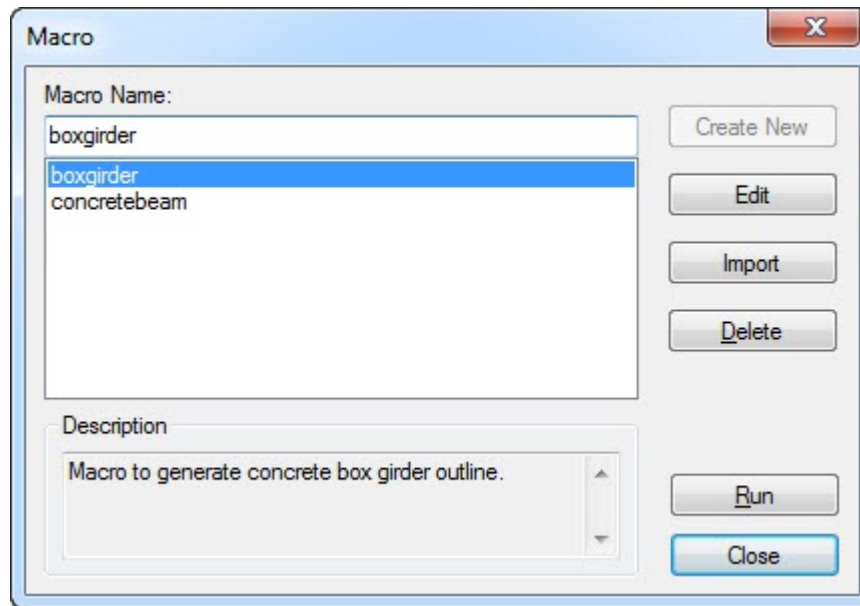 Macro
Macro Name:
boxgirder
boxgirder
concretebeam
Create New
Edit
Import
Delete
Description
Macro to generate concrete box girder outline.
Run
Close